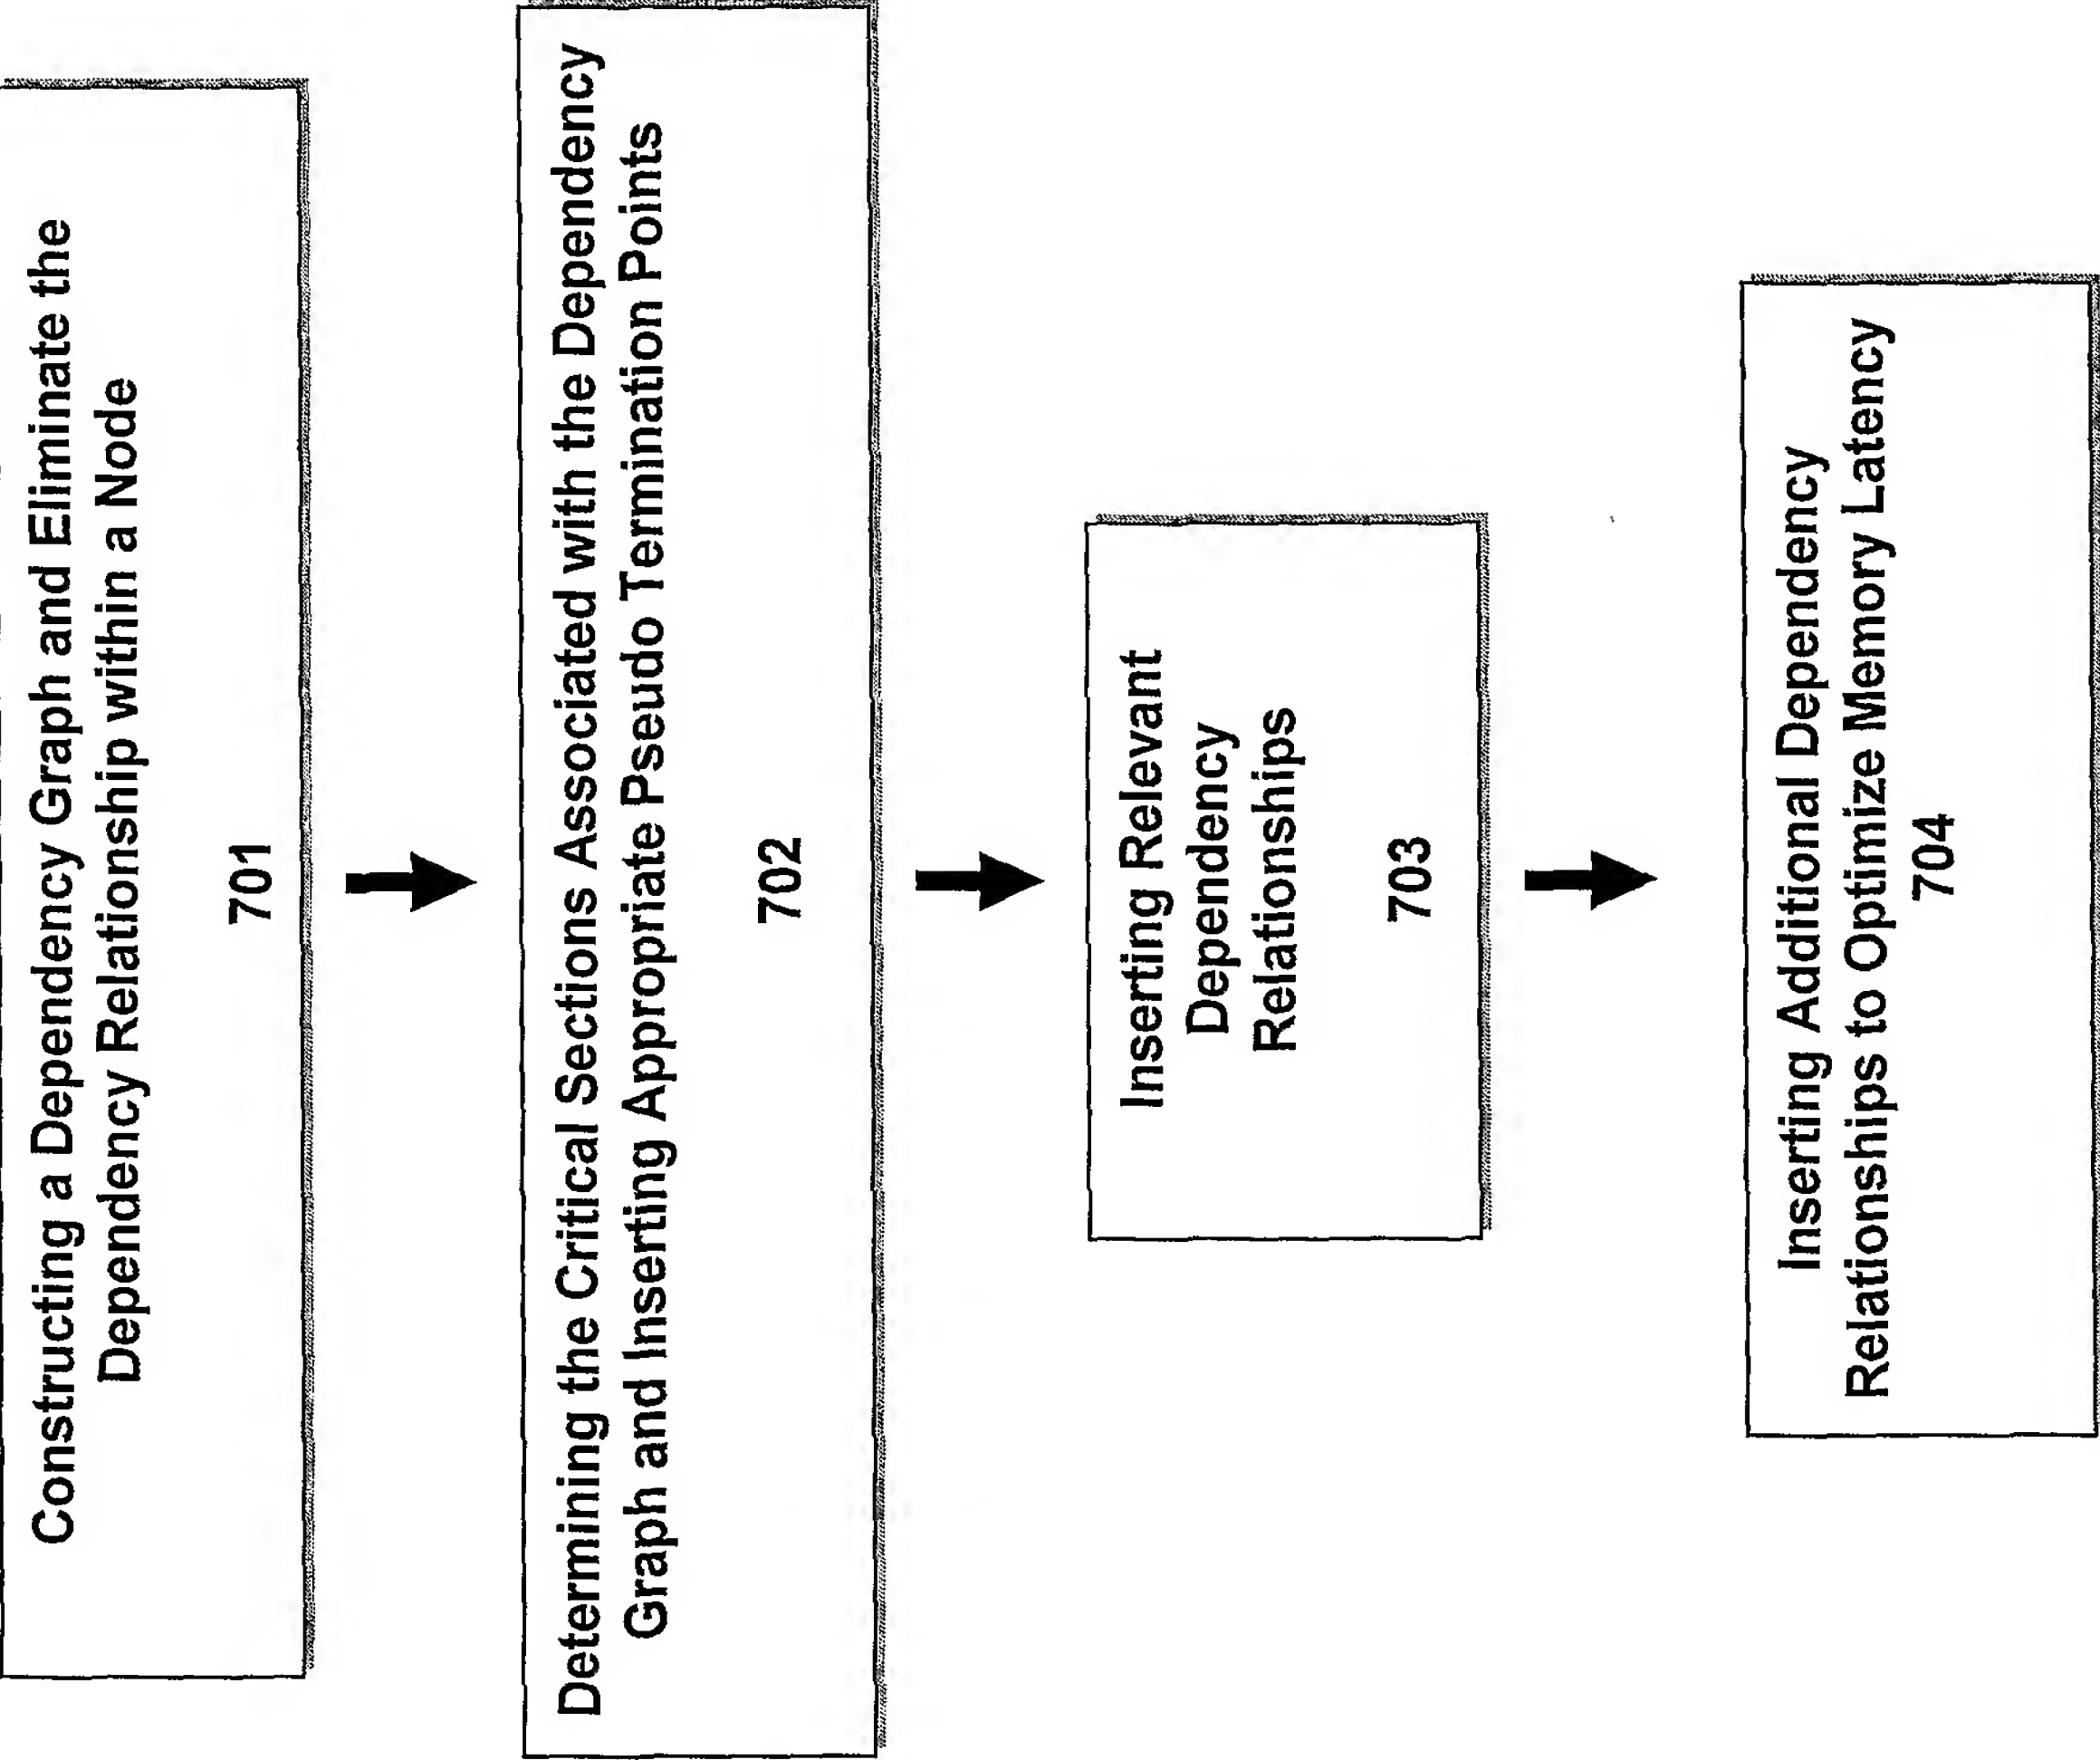 Constructing a Dependency Graph and Eliminate the
Dependency Relationship within a Node
701
Determining the Critical Sections Associated with the Dependency
Graph and Inserting Appropriate Pseudo Termination Points
702
Inserting Relevant
Dependency
Relationships
703
Inserting Additional Dependency
Relationships to Optimize Memory Latency
704